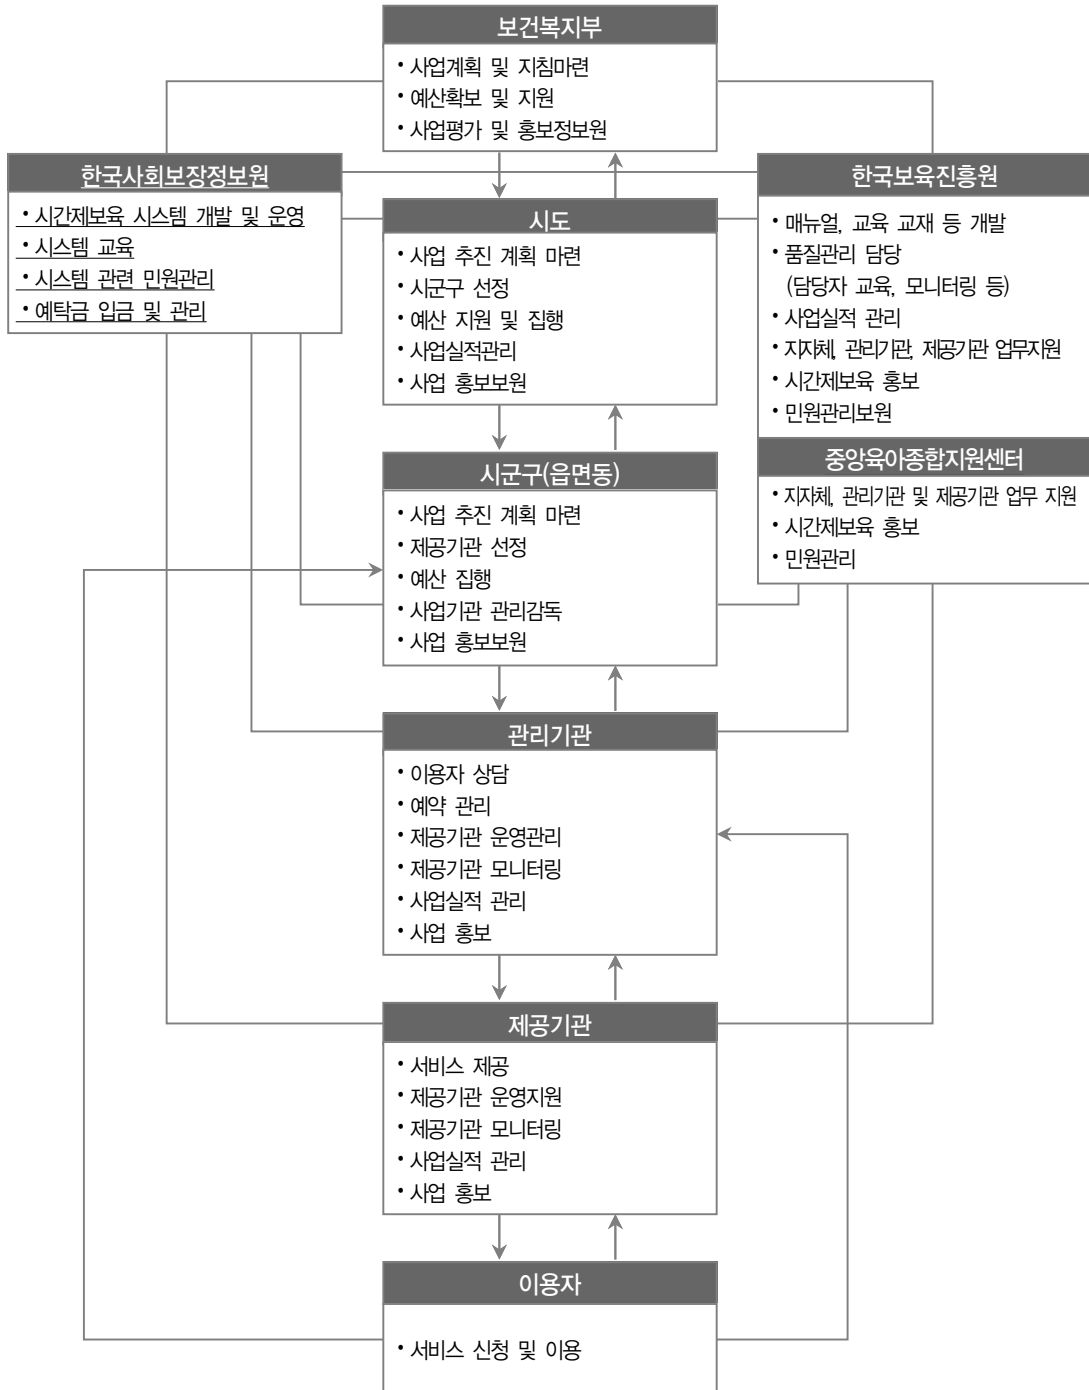 보건복지부
• 사업계획 및 지침마련
• 예산확보 및 지원
• 사업평가 및 홍보정보원
한국사회보장정보원
• 시간제보육 시스템 개발 및 운영
• 시스템 교육
• 시스템 관련 민원관리
• 예탁금 입금 및 관리
한국보육진흥원
• 매뉴얼, 교육 교재 등 개발
• 품질관리 담당
(담당자 교육, 모니터링 등)
• 사업실적 관리
• 지자체, 관리기관, 제공기관 업무지원
• 시간제보육 홍보
• 민원관리보원
중앙육아종합지원센터
• 지자체, 관리기관 및 제공기관 업무 지원
• 시간제보육 홍보
• 민원관리
시도
• 사업 추진 계획 마련
• 시군구 선정
• 예산 지원 및 집행
• 사업실적관리
• 사업 홍보보원
시군구(읍면동)
• 사업 추진 계획 마련
• 제공기관 선정
• 예산 집행
• 사업기관 관리감독
• 사업 홍보보원
관리기관
• 이용자 상담
• 예약 관리
• 제공기관 운영관리
• 제공기관 모니터링
• 사업실적 관리
• 사업 홍보
제공기관
• 서비스 제공
• 제공기관 운영지원
• 제공기관 모니터링
• 사업실적 관리
• 사업 홍보
이용자
• 서비스 신청 및 이용